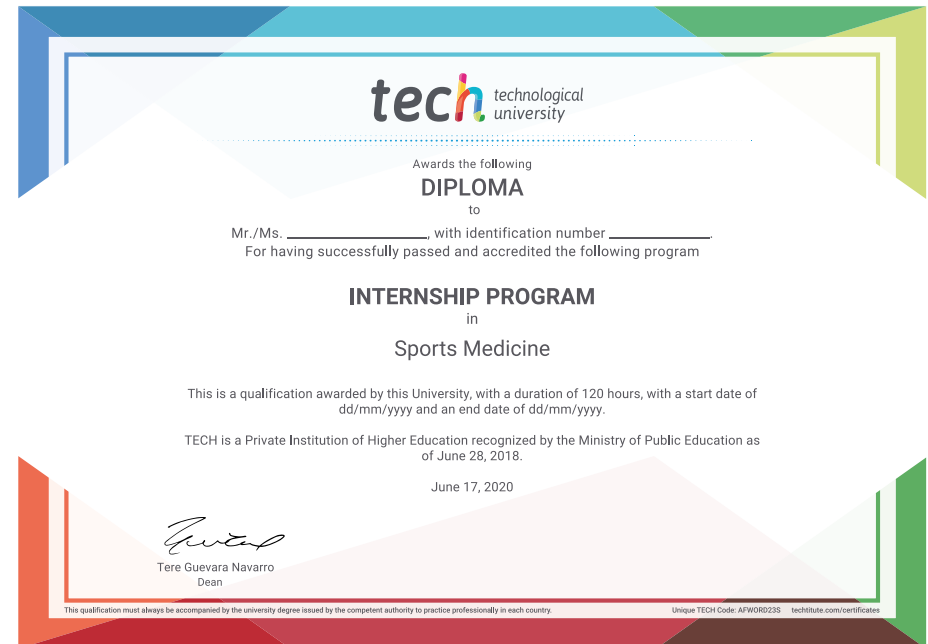 tech technological
university
Awards the following
DIPLOMA
to
Mr./Ms. ____________________, with identification number ______________.
For having successfully passed and accredited the following program
INTERNSHIP PROGRAM
in
Sports Medicine
This is a qualification awarded by this University, with a duration of 120 hours, with a start date of
dd/mm/yyyy and an end date of dd/mm/yyyy.
TECH is a Private Institution of Higher Education recognized by the Ministry of Public Education as
of June 28, 2018.
June 17, 2020
Tere Guevara Navarro
Dean
This qualification must always be accompanied by the university degree issued by the competent authority to practice professionally in each country.
Unique TECH Code: AFWORD23S techtitute.com/certificates